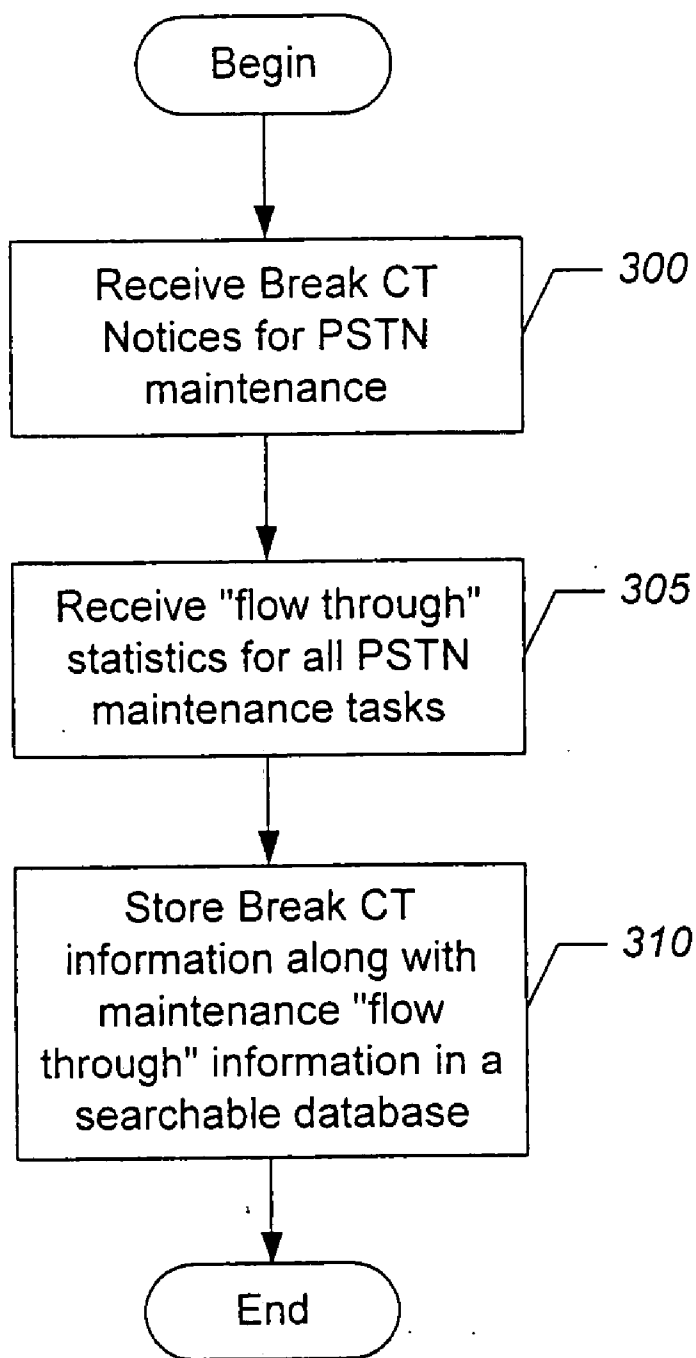 Begin
Receive Break CT
Notices for PSTN
maintenance
300
Receive "flow through"
statistics for all PSTN
maintenance tasks
305
Store Break CT
information along with
maintenance "flow
through" information in a
searchable database
310
End